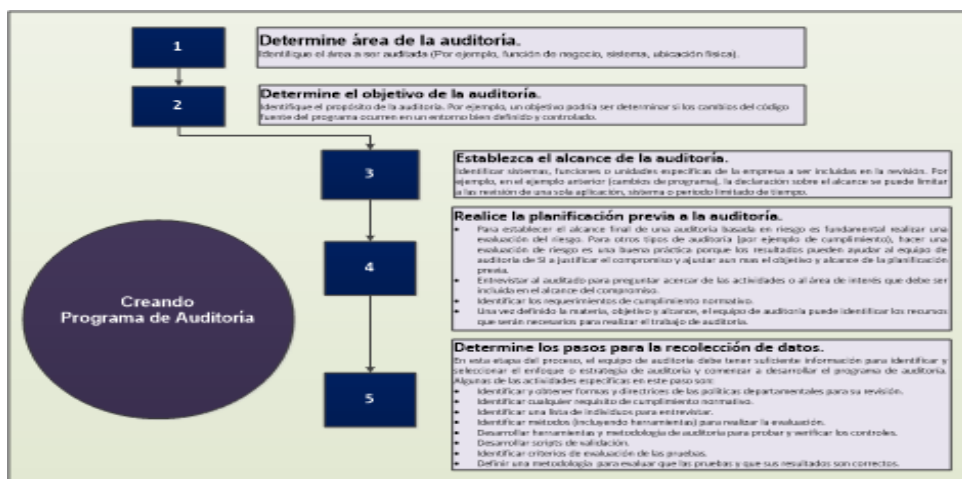 1
Determine área de la auditoría.
Identifique el área a ser auditada (Por ejemplo, función de negocio, sistema, ubicación física).
2
Determine el objetivo de la auditoría.
Identifique el propósito de la auditoría. Por ejemplo, un objetivo podría ser determinar si los cambios del código
fuente del programa ocurren en un entorno bien definido y controlado.
3
Establezca el alcance de la auditoría.
Identificar sistemas, funciones o unidades específicas de la empresa a ser incluidas en la revisión. Por
ejemplo, en el ejemplo anterior (cambios de programa), la declaración sobre el alcance se puede limitar
a las revisión de una sola aplicación, sistema o período limitado de tiempo.
4
Realice la planificación previa a la auditoría.
• Para establecer el alcance final de una auditoria basada en riesgo es fundamental realizar una
evaluación del riesgo. Para otros tipos de auditoria (por ejemplo de cumplimiento), hacer una
evaluación de riesgo es una buena práctica porque los resultados pueden ayudar al equipo de
auditoría de SI a justificar el compromiso y ajustar aun mas el objetivo y alcance de la planificación
previa.
• Entrevistar al auditado para preguntar acerca de las actividades o al área de interés que debe ser
incluida en el alcance del compromiso.
• Identificar los requerimientos de cumplimiento normativo.
• Una vez definido la materia, objetivo y alcance, el equipo de auditoría puede identificar los recursos
que serán necesarios para realizar el trabajo de auditoria.
Creando
Programa de Auditoria
5
Determine los pasos para la recolección de datos.
En esta etapa del proceso, el equipo de auditoría debe tener suficiente información para identificar y
seleccionar el enfoque o estrategia de auditoría y comenzar a desarrollar el programa de auditoría.
Algunas de las actividades específicas en este paso son:
• Identificar y obtener formas y directrices de las políticas departamentales para su revisión.
• Identificar cualquier requisito de cumplimiento normativo.
• Identificar una lista de individuos para entrevistar.
• Identificar métodos (incluyendo herramientas) para realizar la evaluación.
• Desarrollar herramientas y metodología de auditoría para probar y verificar los controles.
• Desarrollar scripts de validación.
• Identificar criterios de evaluación de las pruebas.
• Definir una metodología para evaluar que las pruebas y que sus resultados son correctos.